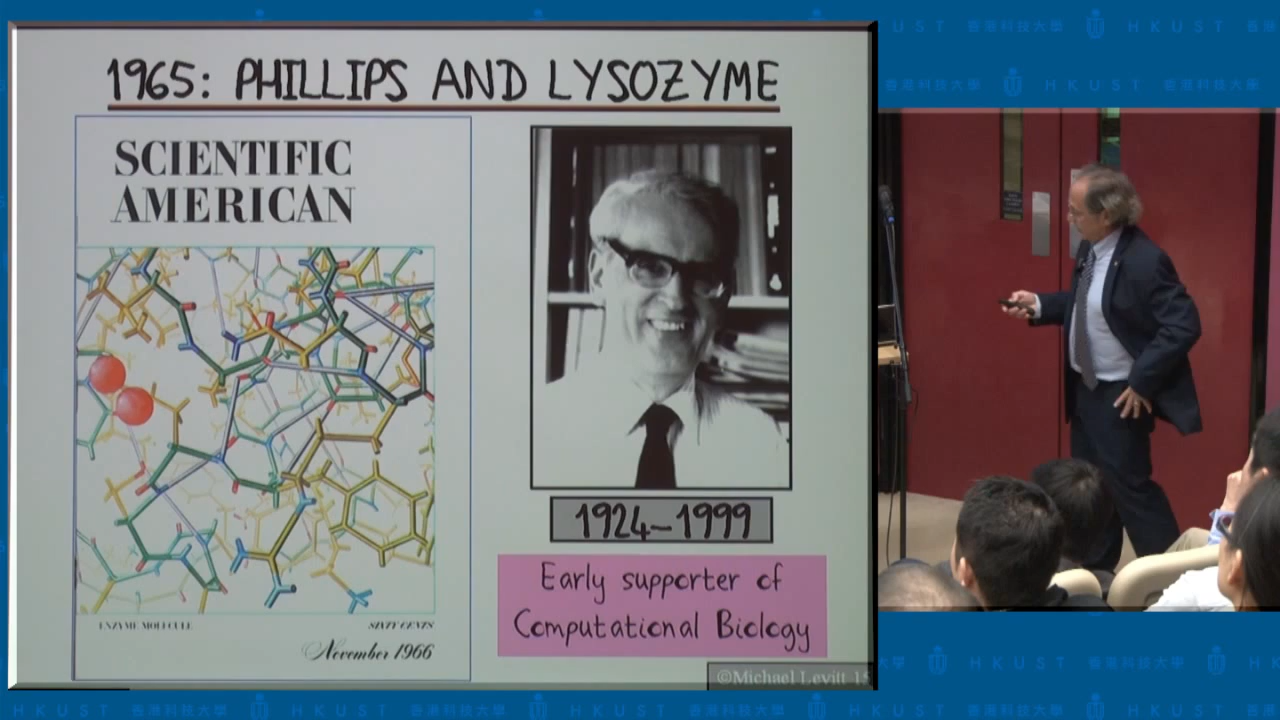 1965: PHILLIPS AND LYSOZYME
SCIENTIFIC
AMERICAN
ENZYME MOLECULE
SIXTY CENTS
November 1966
1924–1999
Early supporter of
Computational Biology
©Michael Levitt 15
HKUST 香港科技大學